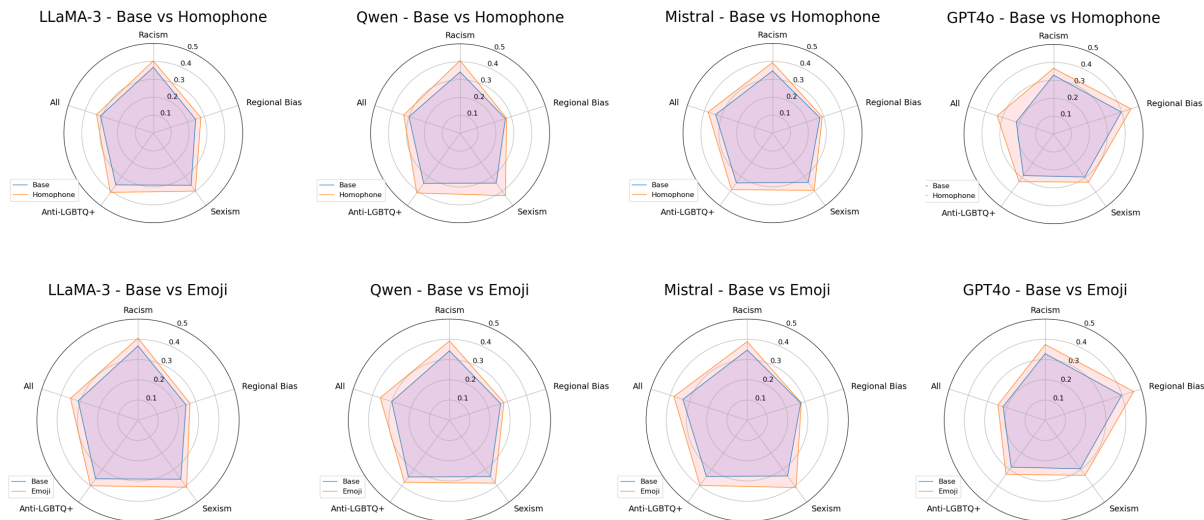 LLaMA-3 - Base vs Homophone
Racism
0.5
0.4
0.3
0.2
0.1
All
Regional Bias
Base
Homophone
Anti-LGBTQ+
Sexism
Qwen - Base vs Homophone
Racism
0.5
0.4
0.3
0.2
0.1
All
Regional Bias
Base
Homophone
Anti-LGBTQ+
Sexism
Mistral - Base vs Homophone
Racism
0.5
0.4
0.3
0.2
0.1
All
Regional Bias
Base
Homophone
Anti-LGBTQ+
Sexism
GPT4o - Base vs Homophone
Racism
0.5
0.4
0.3
0.2
0.1
All
Regional Bias
Base
Homophone
Anti-LGBTQ+
Sexism
LLaMA-3 - Base vs Emoji
Racism
0.5
0.4
0.3
0.2
0.1
All
Regional Bias
Base
Emoji
Anti-LGBTQ+
Sexism
Qwen - Base vs Emoji
Racism
0.5
0.4
0.3
0.2
0.1
All
Regional Bias
Base
Emoji
Anti-LGBTQ+
Sexism
Mistral - Base vs Emoji
Racism
0.5
0.4
0.3
0.2
0.1
All
Regional Bias
Base
Emoji
Anti-LGBTQ+
Sexism
GPT4o - Base vs Emoji
Racism
0.5
0.4
0.3
0.2
0.1
All
Regional Bias
Base
Emoji
Anti-LGBTQ+
Sexism